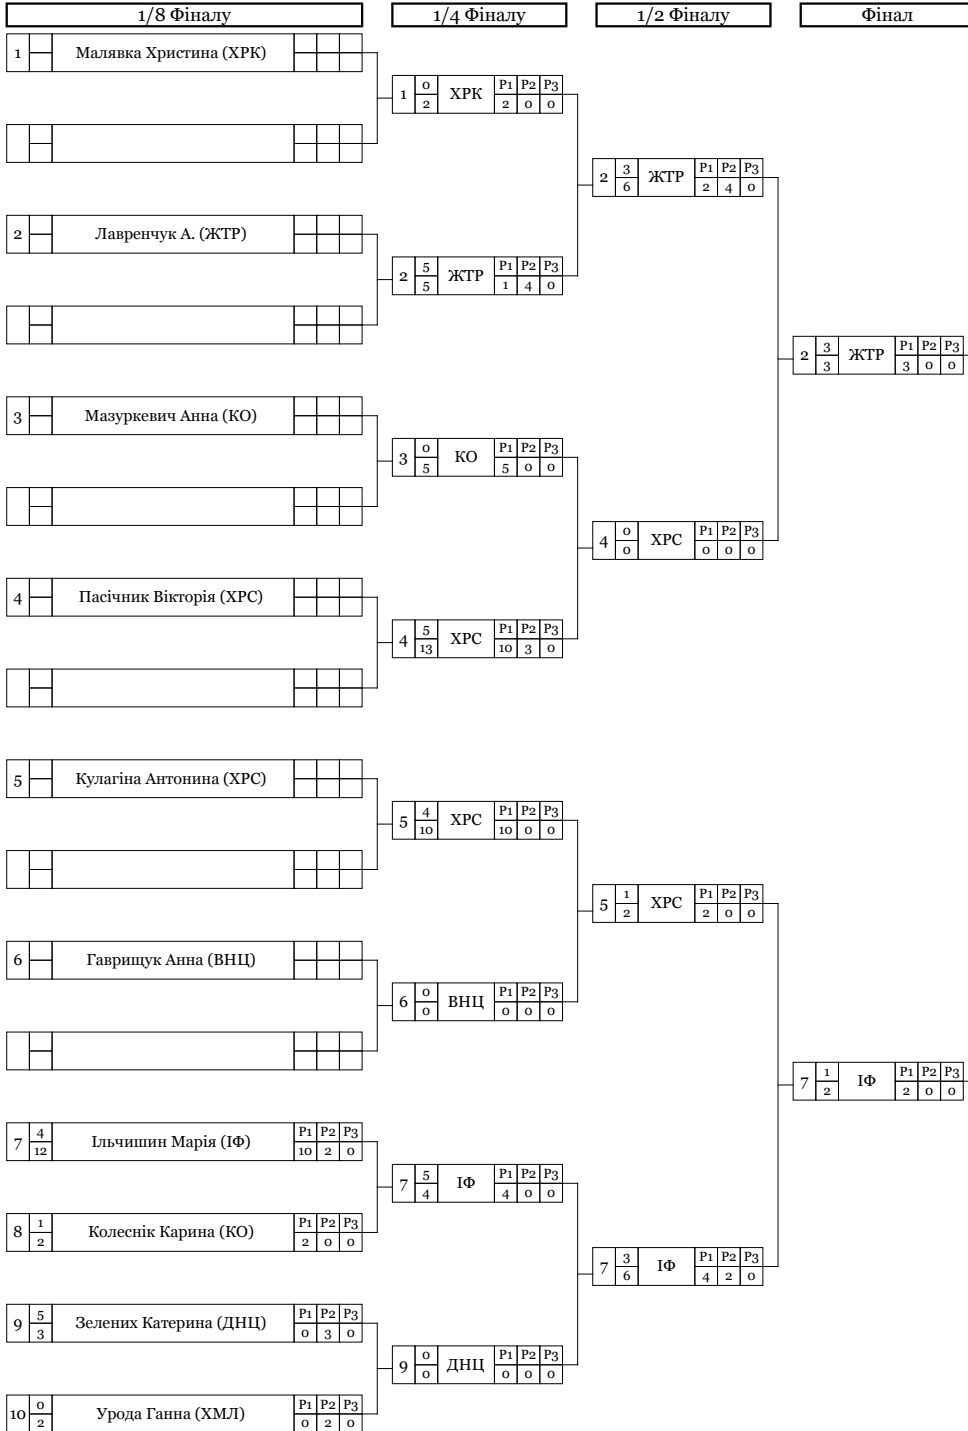 1/8 Фіналу 1/4 Фіналу 1/2 Фіналу Фінал
1 Малявка Христина (ХРК)
1 0 2 ХРК P1 P2 P3 2 0 0
2 3 6 ЖТР P1 P2 P3 2 4 0
2 Лавренчук А. (ЖТР)
2 5 5 ЖТР P1 P2 P3 1 4 0
2 3 3 ЖТР P1 P2 P3 3 0 0
3 Мазуркевич Анна (КО)
3 0 5 КО P1 P2 P3 5 0 0
4 0 0 ХРС P1 P2 P3 0 0 0
4 Пасічник Вікторія (ХРС)
4 5 13 ХРС P1 P2 P3 10 3 0
5 Кулагіна Антонина (ХРС)
5 4 10 ХРС P1 P2 P3 10 0 0
5 1 2 ХРС P1 P2 P3 2 0 0
6 Гаврищук Анна (ВНЦ)
6 0 0 ВНЦ P1 P2 P3 0 0 0
7 1 2 ІФ P1 P2 P3 2 0 0
7 4 12 Ільчишин Марія (ІФ) P1 P2 P3 10 2 0
7 5 4 ІФ P1 P2 P3 4 0 0
8 1 2 Колеснік Карина (КО) P1 P2 P3 2 0 0
7 3 6 ІФ P1 P2 P3 4 2 0
9 5 3 Зелених Катерина (ДНЦ) P1 P2 P3 0 3 0
9 0 0 ДНЦ P1 P2 P3 0 0 0
10 0 2 Урода Ганна (ХМЛ) P1 P2 P3 0 2 0